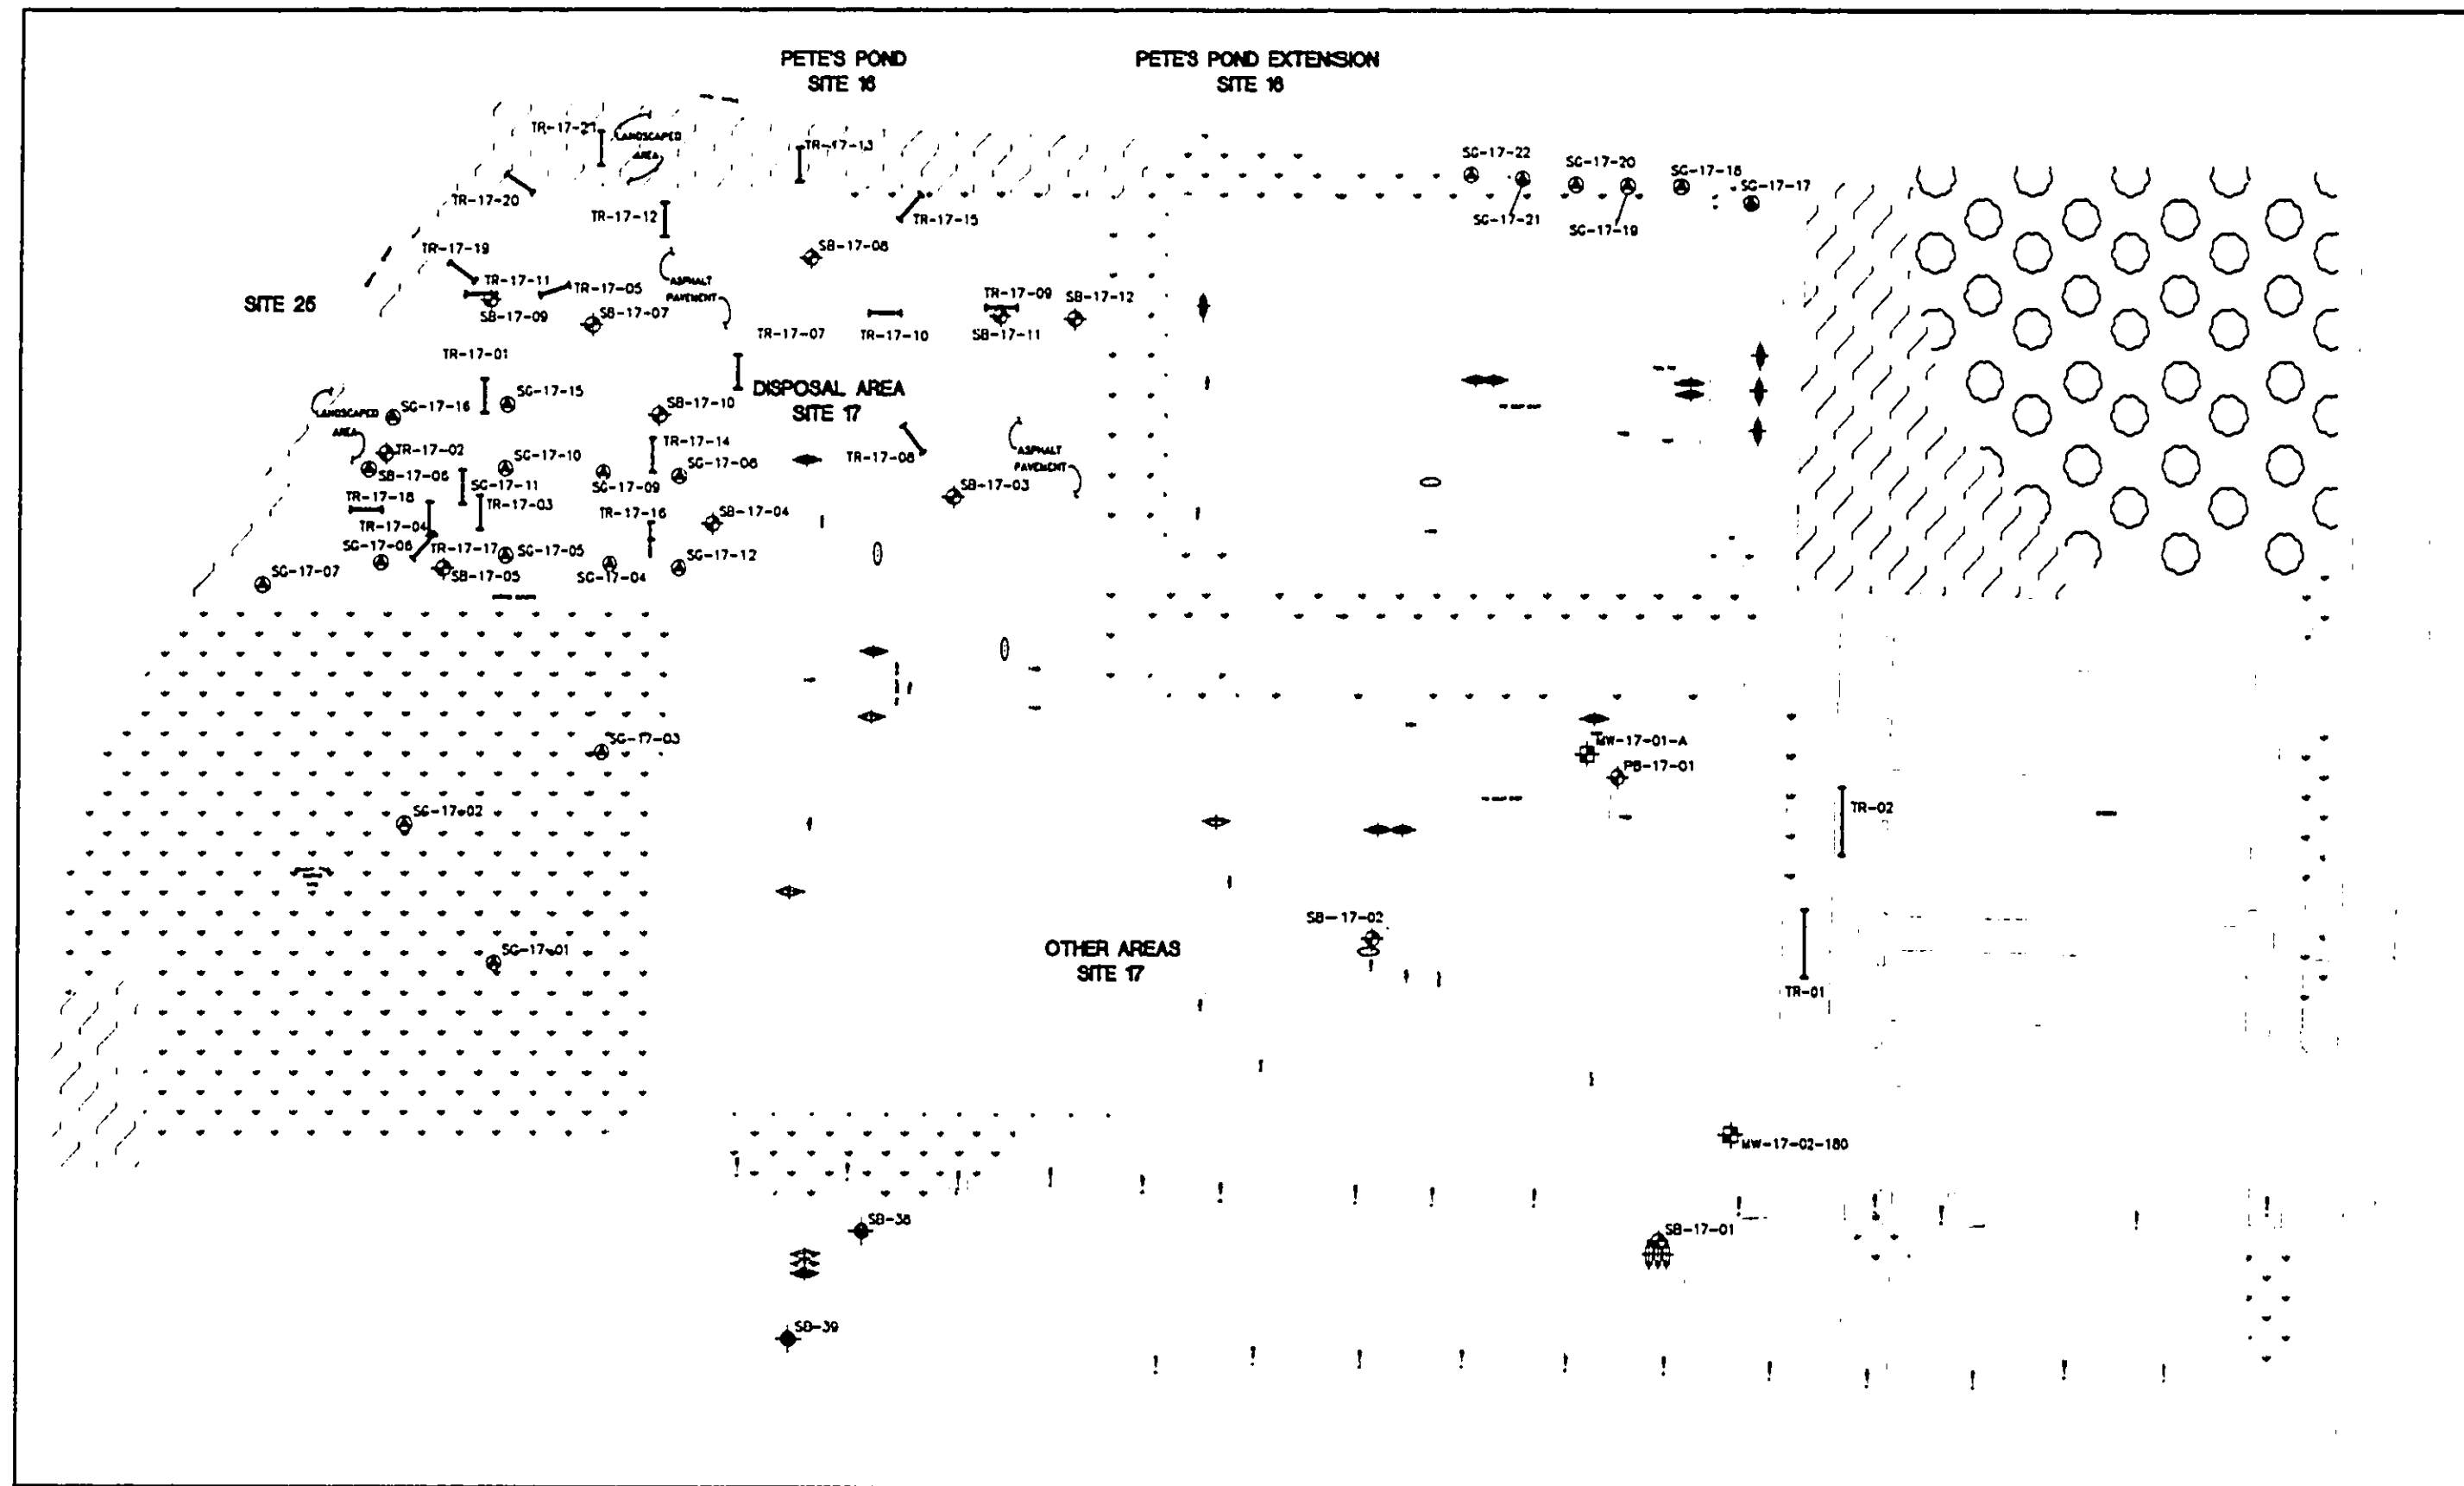 PETE'S POND
SITE 16
PETE'S POND EXTENSION
SITE 16
TR-17-21
LANDSCAPED
AREA
TR-17-13
SG-17-22
SG-17-20
SG-17-18
SG-17-17
TR-17-20
TR-17-12
TR-17-15
SG-17-21
SG-17-19
TR-17-19
SB-17-08
TR-17-11
TR-17-05
ASPHALT
PAVEMENT
SITE 25
TR-17-09
SB-17-12
SB-17-09
SB-17-07
TR-17-07
TR-17-10
SB-17-11
TR-17-01
DISPOSAL AREA
SITE 17
SG-17-15
SG-17-16
SB-17-10
LANDSCAPED
AREA
TR-17-02
TR-17-14
TR-17-08
ASPHALT
PAVEMENT
SG-17-10
SG-17-08
SB-17-06
SG-17-11
SG-17-09
SB-17-03
TR-17-18
TR-17-03
TR-17-16
SB-17-04
TR-17-04
SG-17-06
TR-17-17
SG-17-05
SG-17-07
SB-17-05
SG-17-04
SG-17-12
SG-17-03
MW-17-01-A
PB-17-01
SG-17-02
TR-02
SB-17-02
SG-17-01
OTHER AREAS
SITE 17
TR-01
MW-17-02-180
SB-38
SB-17-01
SB-39